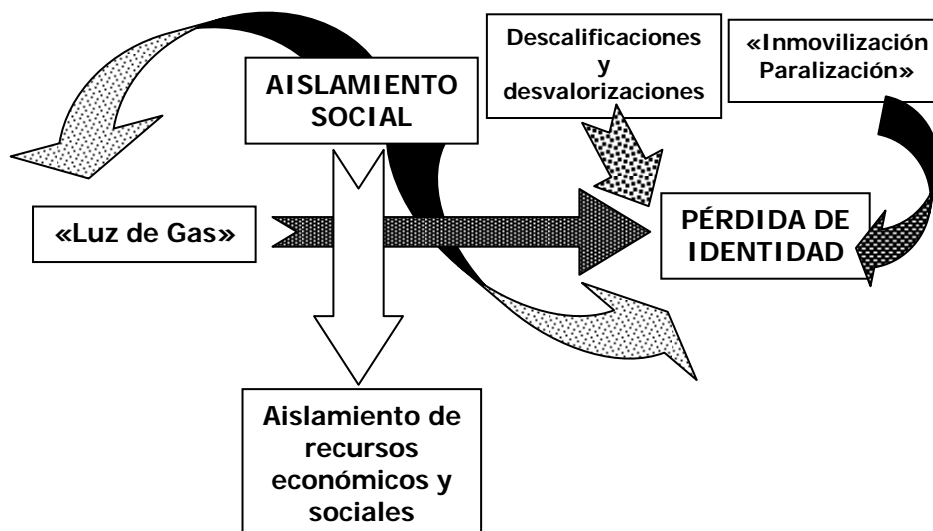 AISLAMIENTO
SOCIAL
Descalificaciones
y
desvalorizaciones
«Inmovilización
Paralización»
«Luz de Gas»
PÉRDIDA DE
IDENTIDAD
Aislamiento de
recursos
económicos y
sociales